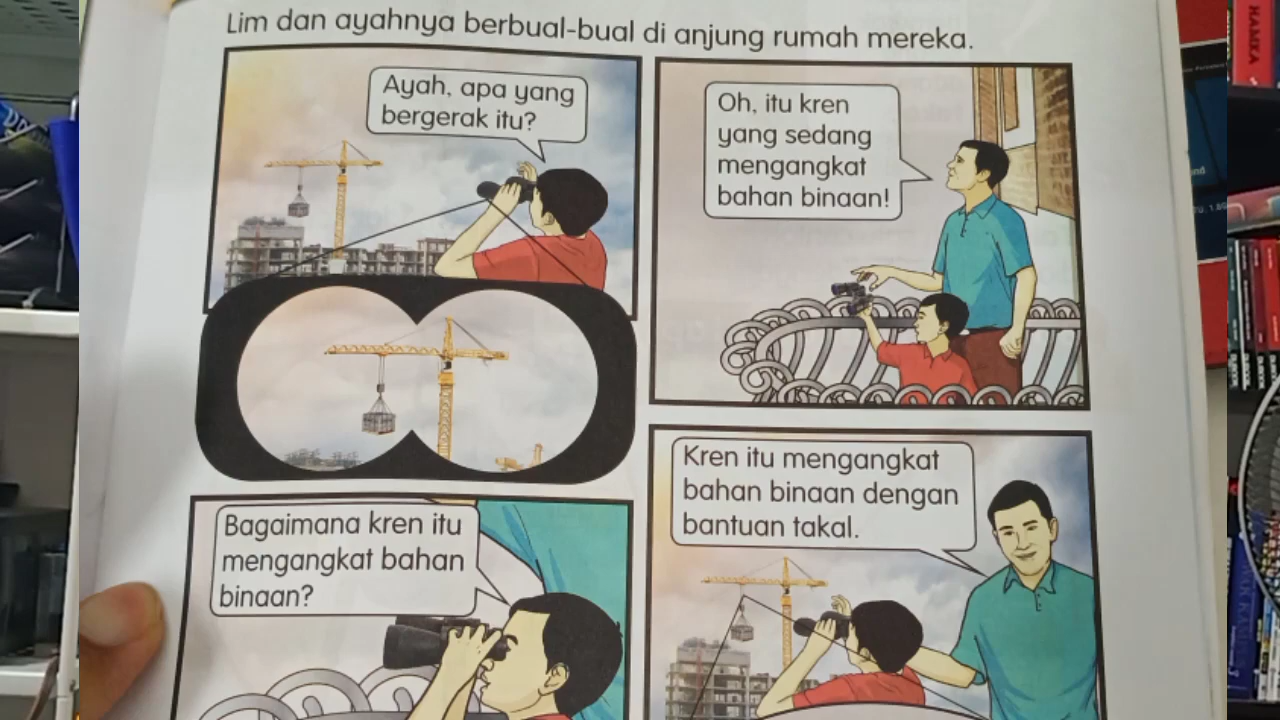 Lim dan ayahnya berbual-bual di anjung rumah mereka.
Ayah, apa yang
bergerak itu?
Oh, itu kren
yang sedang
mengangkat
bahan binaan!
Bagaimana kren itu
mengangkat bahan
binaan?
Kren itu mengangkat
bahan binaan dengan
bantuan takal.
HAMKA